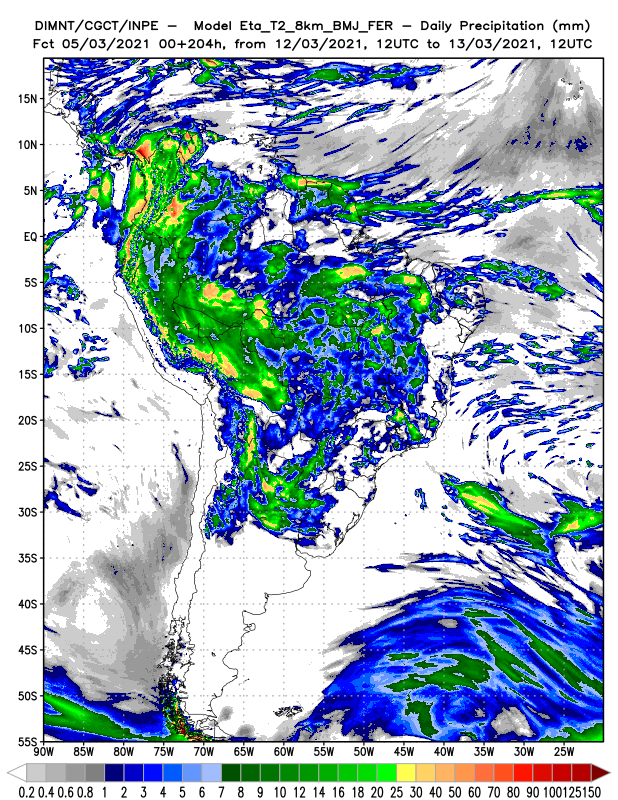 DIMNT/CGCT/INPE − Model Eta_T2_8km_BMJ_FER − Daily Precipitation (mm)
Fct 05/03/2021 00+204h, from 12/03/2021, 12UTC to 13/03/2021, 12UTC
15N
10N
5N
EQ
5S
10S
15S
20S
25S
30S
35S
40S
45S
50S
55S
90W 85W 80W 75W 70W 65W 60W 55W 50W 45W 40W 35W 30W 25W
0.2 0.4 0.6 0.8 1 2 3 4 5 6 7 8 9 10 12 14 16 18 20 25 30 40 50 60 70 80 90 100 125 150